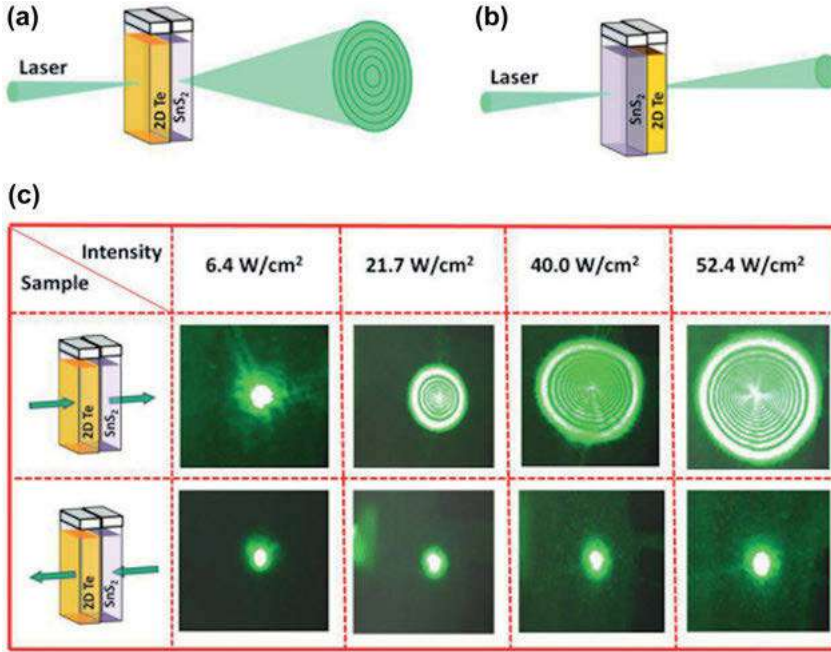 (a)
Laser
2D Te
SnS₂
(b)
Laser
SnS₂
2D Te
(c)
Intensity
Sample
6.4 W/cm²
21.7 W/cm²
40.0 W/cm²
52.4 W/cm²
2D Te
SnS₂
2D Te
SnS₂